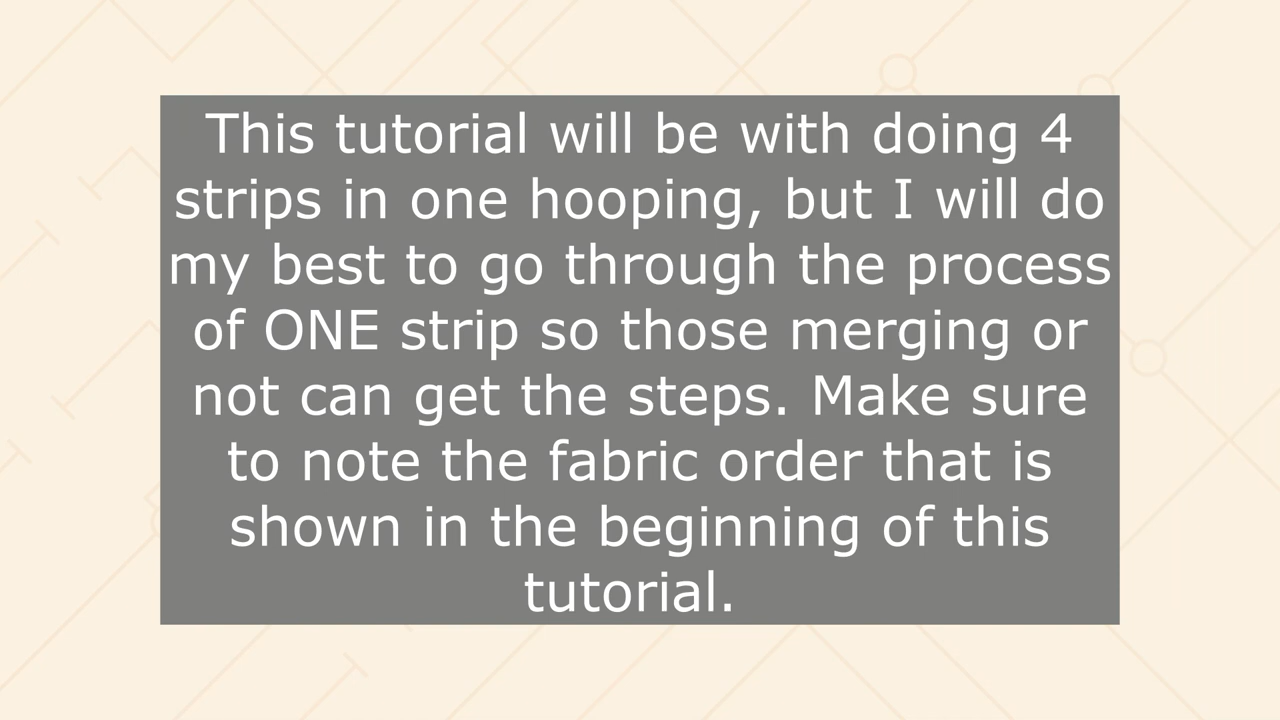 This tutorial will be with doing 4
strips in one hooping, but I will do
my best to go through the process
of ONE strip so those merging or
not can get the steps. Make sure
to note the fabric order that is
shown in the beginning of this
tutorial.